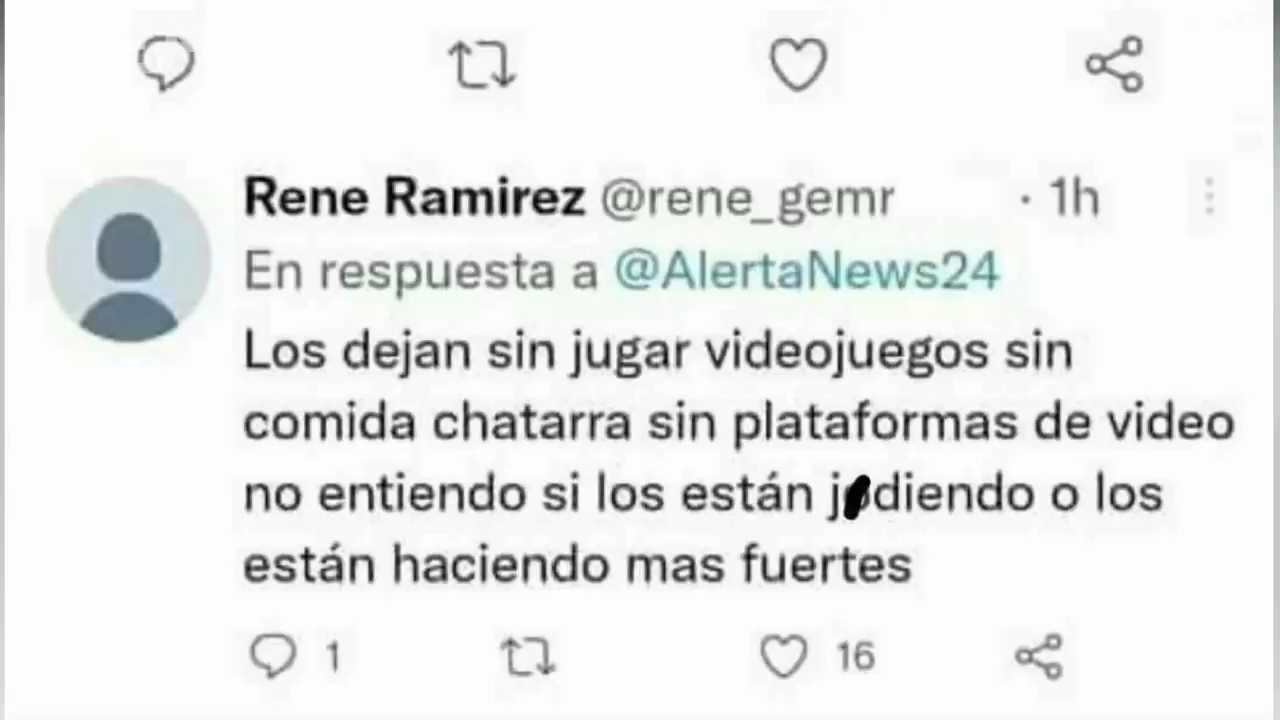 Rene Ramirez @rene_gemr · 1h
En respuesta a @AlertaNews24
Los dejan sin jugar videojuegos sin
comida chatarra sin plataformas de video
no entiendo si los están jodiendo o los
están haciendo mas fuertes
1 16